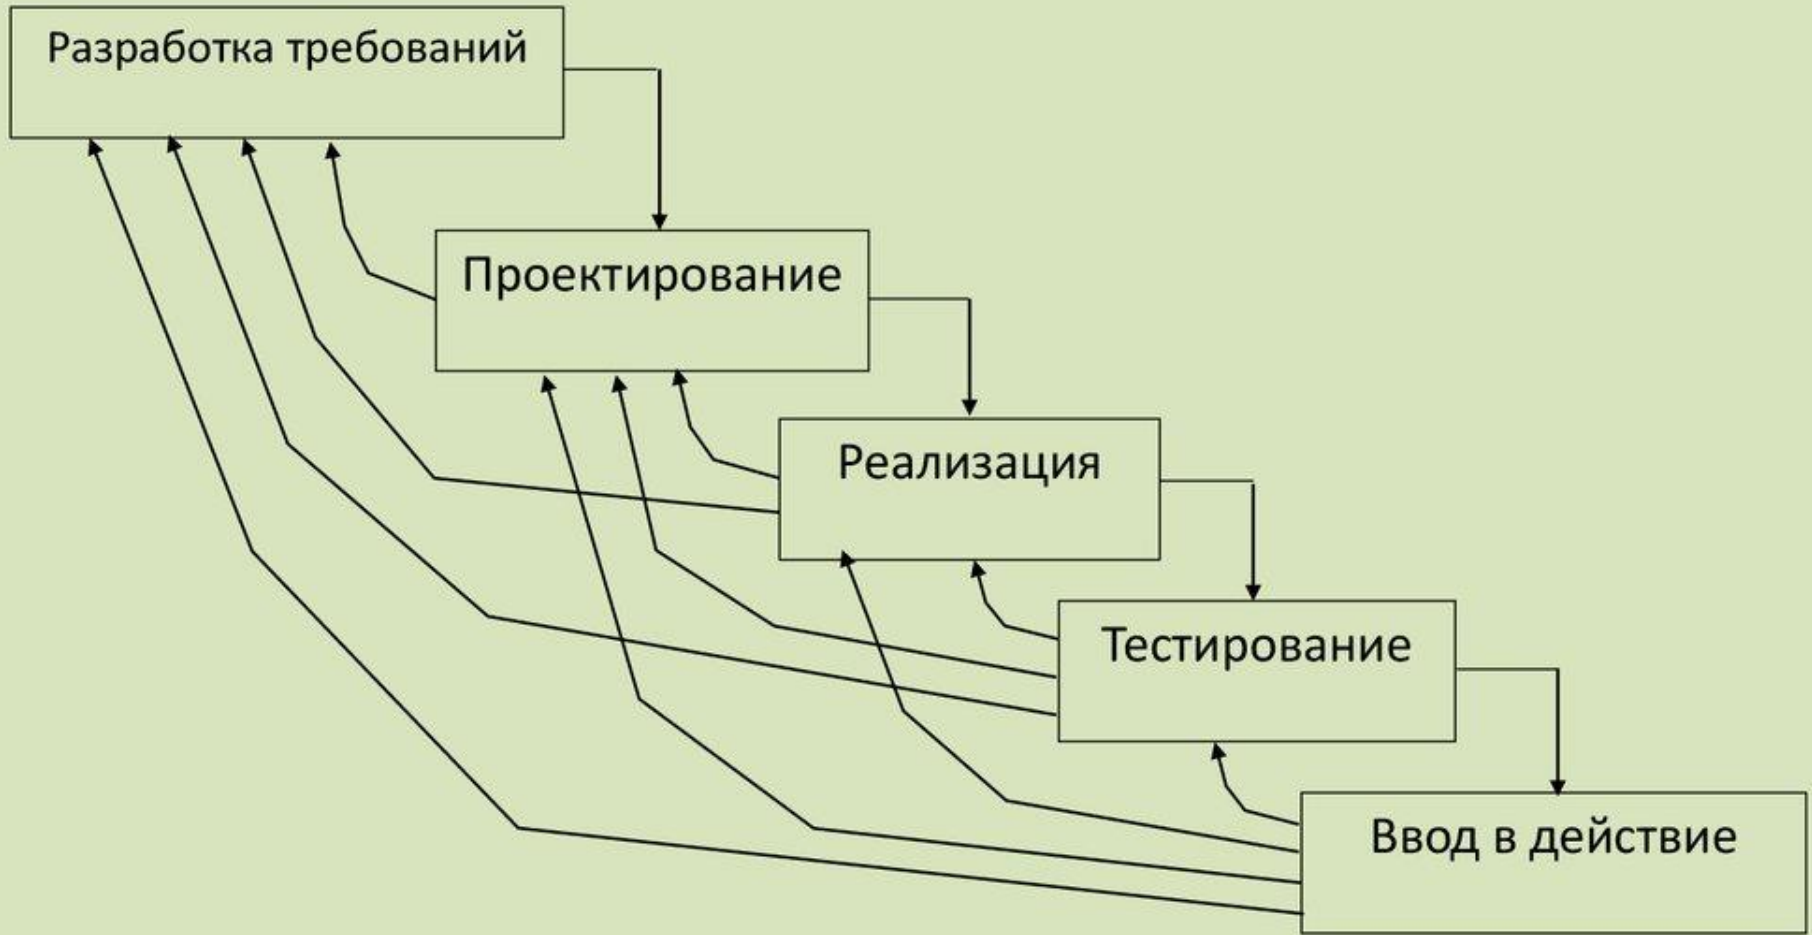 Разработка требований
Проектирование
Реализация
Тестирование
Ввод в действие